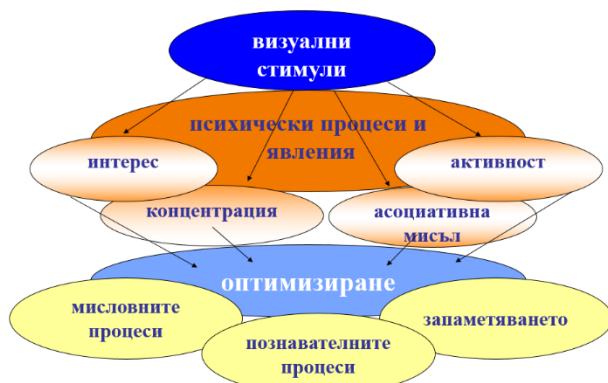 визуални
стимули
психически процеси и
явления
интерес
активност
концентрация
асоциативна
мисъл
оптимизиране
мисловните
процеси
познавателните
процеси
запаметяването